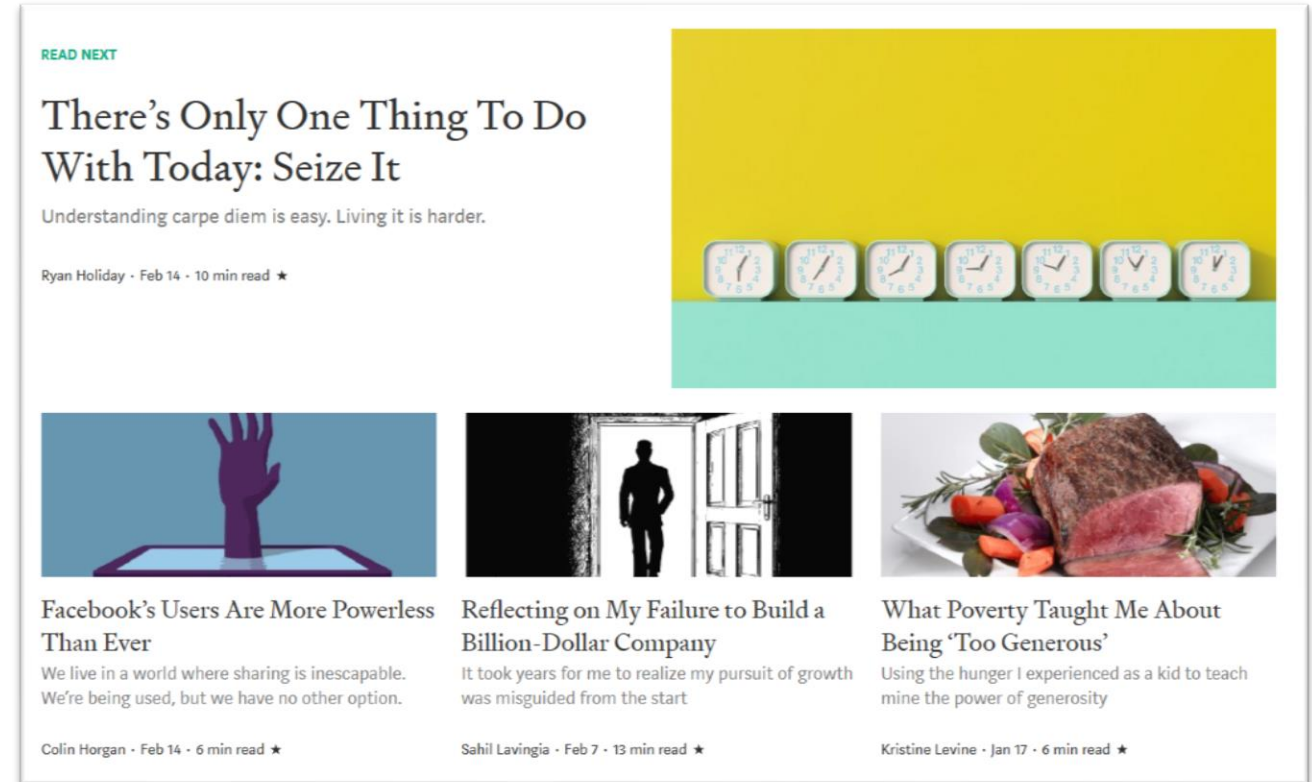 READ NEXT
There’s Only One Thing To Do
With Today: Seize It
Understanding carpe diem is easy. Living it is harder.
Ryan Holiday · Feb 14 · 10 min read ★
Facebook’s Users Are More Powerless
Than Ever
We live in a world where sharing is inescapable.
We’re being used, but we have no other option.
Colin Horgan · Feb 14 · 6 min read ★
Reflecting on My Failure to Build a
Billion-Dollar Company
It took years for me to realize my pursuit of growth
was misguided from the start
Sahil Lavingia · Feb 7 · 13 min read ★
What Poverty Taught Me About
Being ‘Too Generous’
Using the hunger I experienced as a kid to teach
mine the power of generosity
Kristine Levine · Jan 17 · 6 min read ★